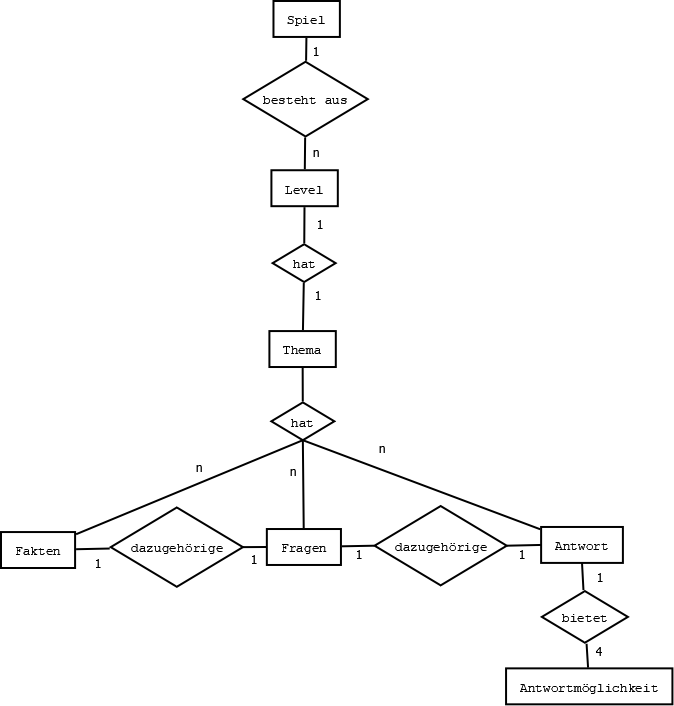 Spiel
1
besteht aus
n
Level
1
hat
1
Thema
hat
n
n
n
Fakten
1
dazugehörige
1
Fragen
1
dazugehörige
1
Antwort
1
bietet
4
Antwortmöglichkeit